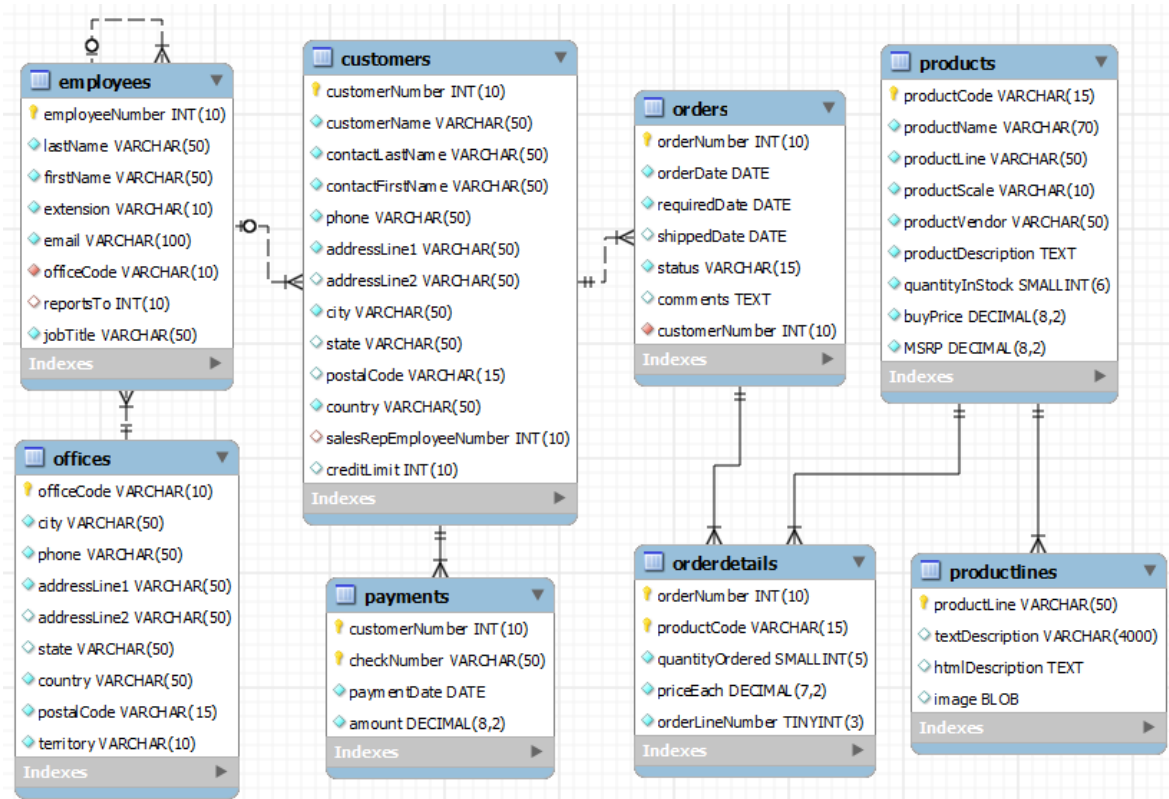 employees
employeeNumber INT(10)
lastName VARCHAR(50)
firstName VARCHAR(50)
extension VARCHAR(10)
email VARCHAR(100)
officeCode VARCHAR(10)
reportsTo INT(10)
jobTitle VARCHAR(50)
Indexes
offices
officeCode VARCHAR(10)
city VARCHAR(50)
phone VARCHAR(50)
addressLine1 VARCHAR(50)
addressLine2 VARCHAR(50)
state VARCHAR(50)
country VARCHAR(50)
postalCode VARCHAR(15)
territory VARCHAR(10)
Indexes
customers
customerNumber INT(10)
customerName VARCHAR(50)
contactLastName VARCHAR(50)
contactFirstName VARCHAR(50)
phone VARCHAR(50)
addressLine1 VARCHAR(50)
addressLine2 VARCHAR(50)
city VARCHAR(50)
state VARCHAR(50)
postalCode VARCHAR(15)
country VARCHAR(50)
salesRepEmployeeNumber INT(10)
creditLimit INT(10)
Indexes
payments
customerNumber INT(10)
checkNumber VARCHAR(50)
paymentDate DATE
amount DECIMAL(8,2)
Indexes
orders
orderNumber INT(10)
orderDate DATE
requiredDate DATE
shippedDate DATE
status VARCHAR(15)
comments TEXT
customerNumber INT(10)
Indexes
orderdetails
orderNumber INT(10)
productCode VARCHAR(15)
quantityOrdered SMALLINT(5)
priceEach DECIMAL(7,2)
orderLineNumber TINYINT(3)
Indexes
products
productCode VARCHAR(15)
productName VARCHAR(70)
productLine VARCHAR(50)
productScale VARCHAR(10)
productVendor VARCHAR(50)
productDescription TEXT
quantityInStock SMALLINT(6)
buyPrice DECIMAL(8,2)
MSRP DECIMAL(8,2)
Indexes
productlines
productLine VARCHAR(50)
textDescription VARCHAR(4000)
htmlDescription TEXT
image BLOB
Indexes